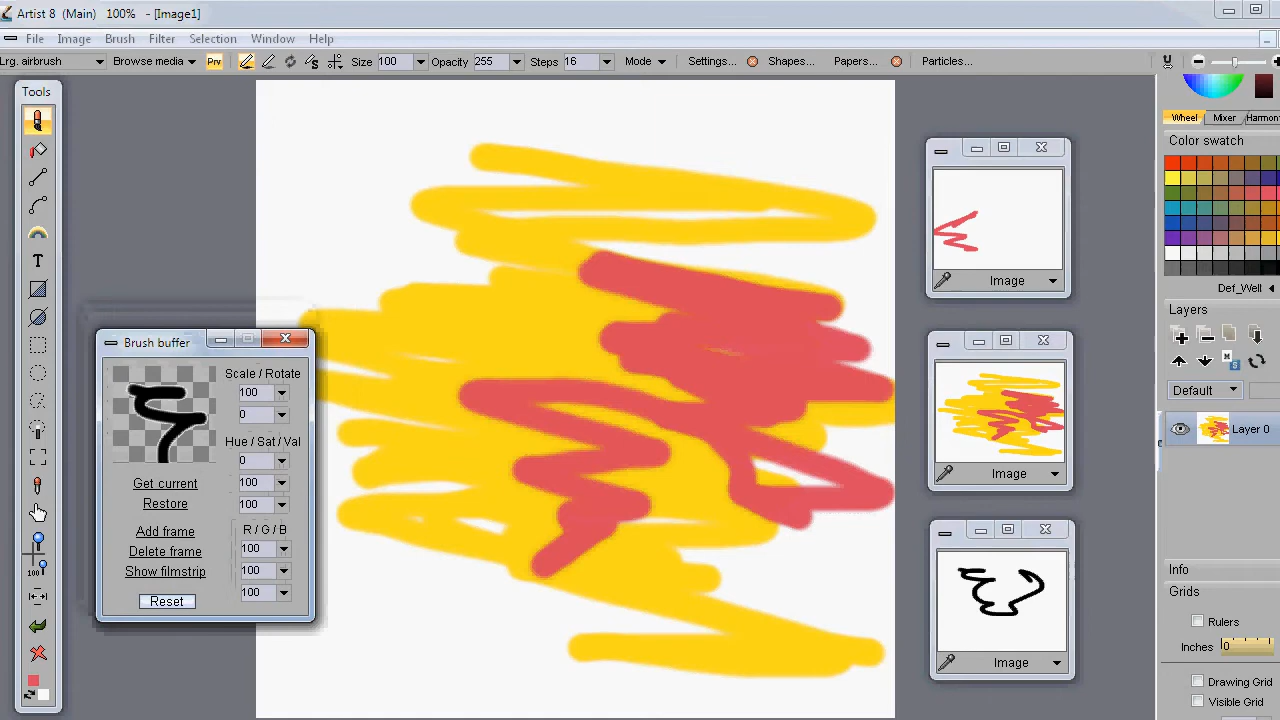 Artist 8 (Main) 100% - [Image1]
File Image Brush Filter Selection Window Help
Lrg. airbrush Browse media Prv Size 100 Opacity 255 Steps 16 Mode Settings... Shapes... Papers... Particles...
Tools
T
100%
Brush buffer
Scale / Rotate
100
0
Hue / Sat / Val
0
Get current
100
Restore
100
R / G / B
Add frame
100
Delete frame
Show filmstrip
100
100
Reset
Image
Image
Image
Wheel Mixer Harmon
Color swatch
Def_Well
Layers
M
S
Default
Layer 0
Info
Grids
Rulers
Inches 0
Drawing Grid
Visible Grid